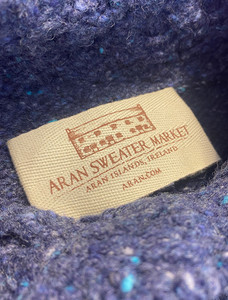 ARAN SWEATER MARKET
ARAN ISLANDS, IRELAND
ARAN.COM